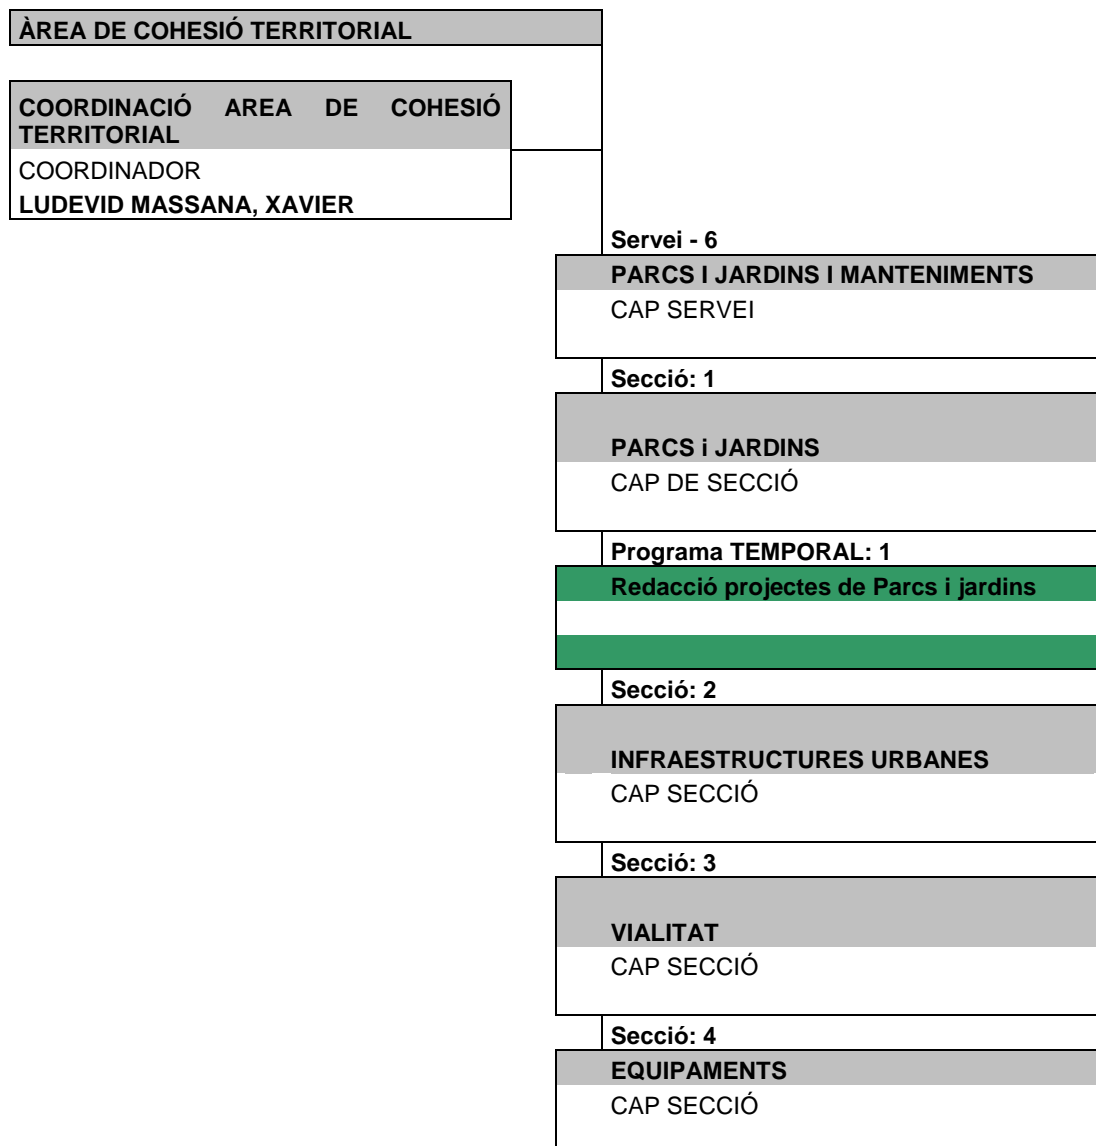 ÀREA DE COHESIÓ TERRITORIAL
COORDINACIÓ AREA DE COHESIÓ
TERRITORIAL
COORDINADOR
LUDEVID MASSANA, XAVIER
Servei - 6
PARCS I JARDINS I MANTENIMENTS
CAP SERVEI
Secció: 1
PARCS i JARDINS
CAP DE SECCIÓ
Programa TEMPORAL: 1
Redacció projectes de Parcs i jardins
Secció: 2
INFRAESTRUCTURES URBANES
CAP SECCIÓ
Secció: 3
VIALITAT
CAP SECCIÓ
Secció: 4
EQUIPAMENTS
CAP SECCIÓ